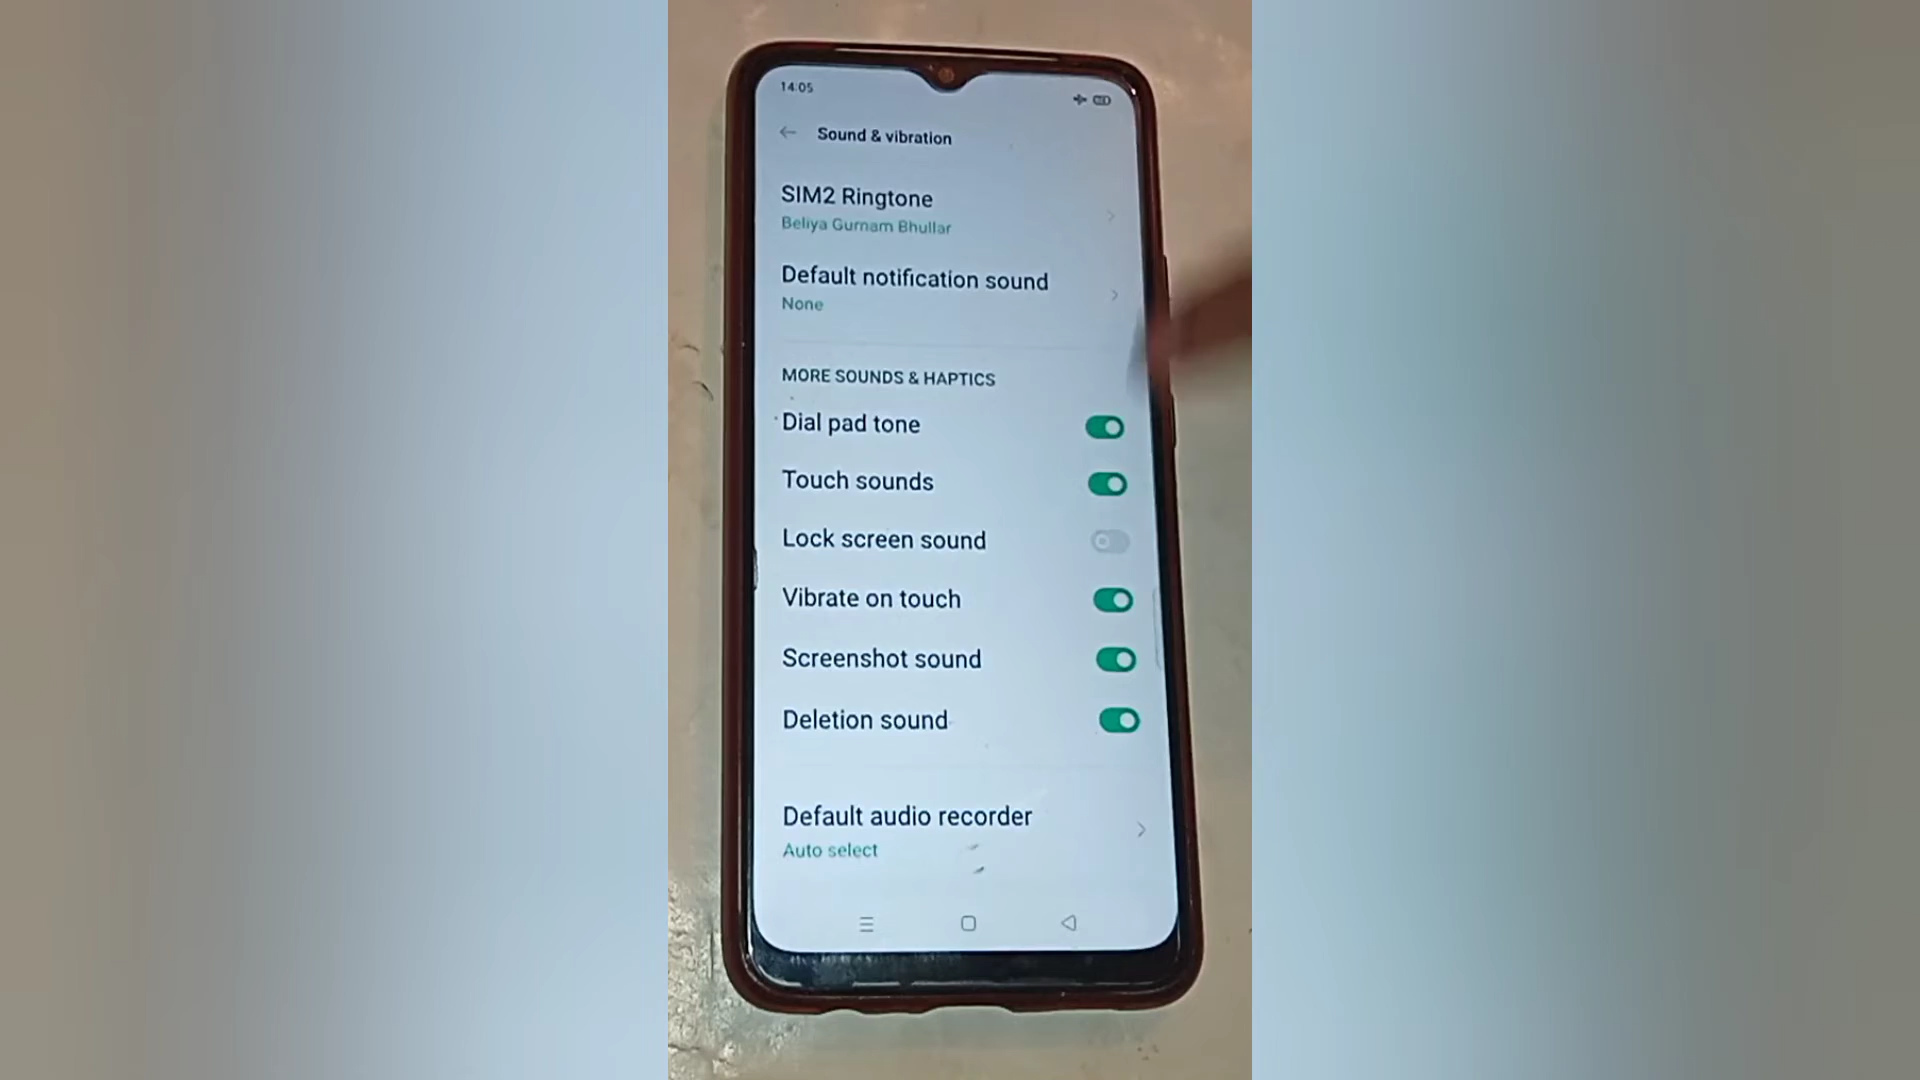 14:05
Sound & vibration
SIM2 Ringtone
Beliya Gurnam Bhullar
Default notification sound
None
MORE SOUNDS & HAPTICS
Dial pad tone
Touch sounds
Lock screen sound
Vibrate on touch
Screenshot sound
Deletion sound
Default audio recorder
Auto select